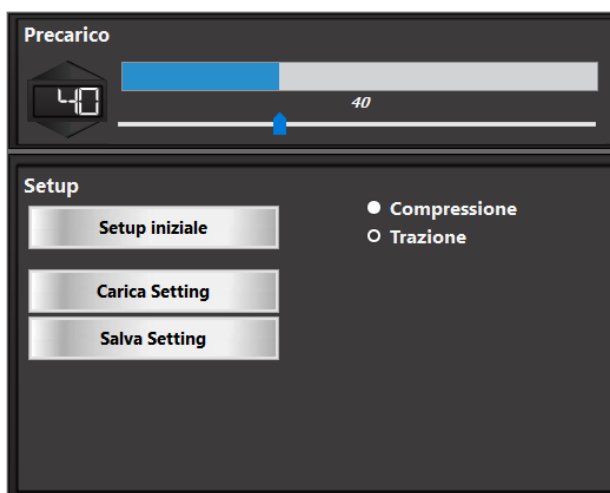 Precarico
40
40
Setup
Setup iniziale
Compressione
Trazione
Carica Setting
Salva Setting